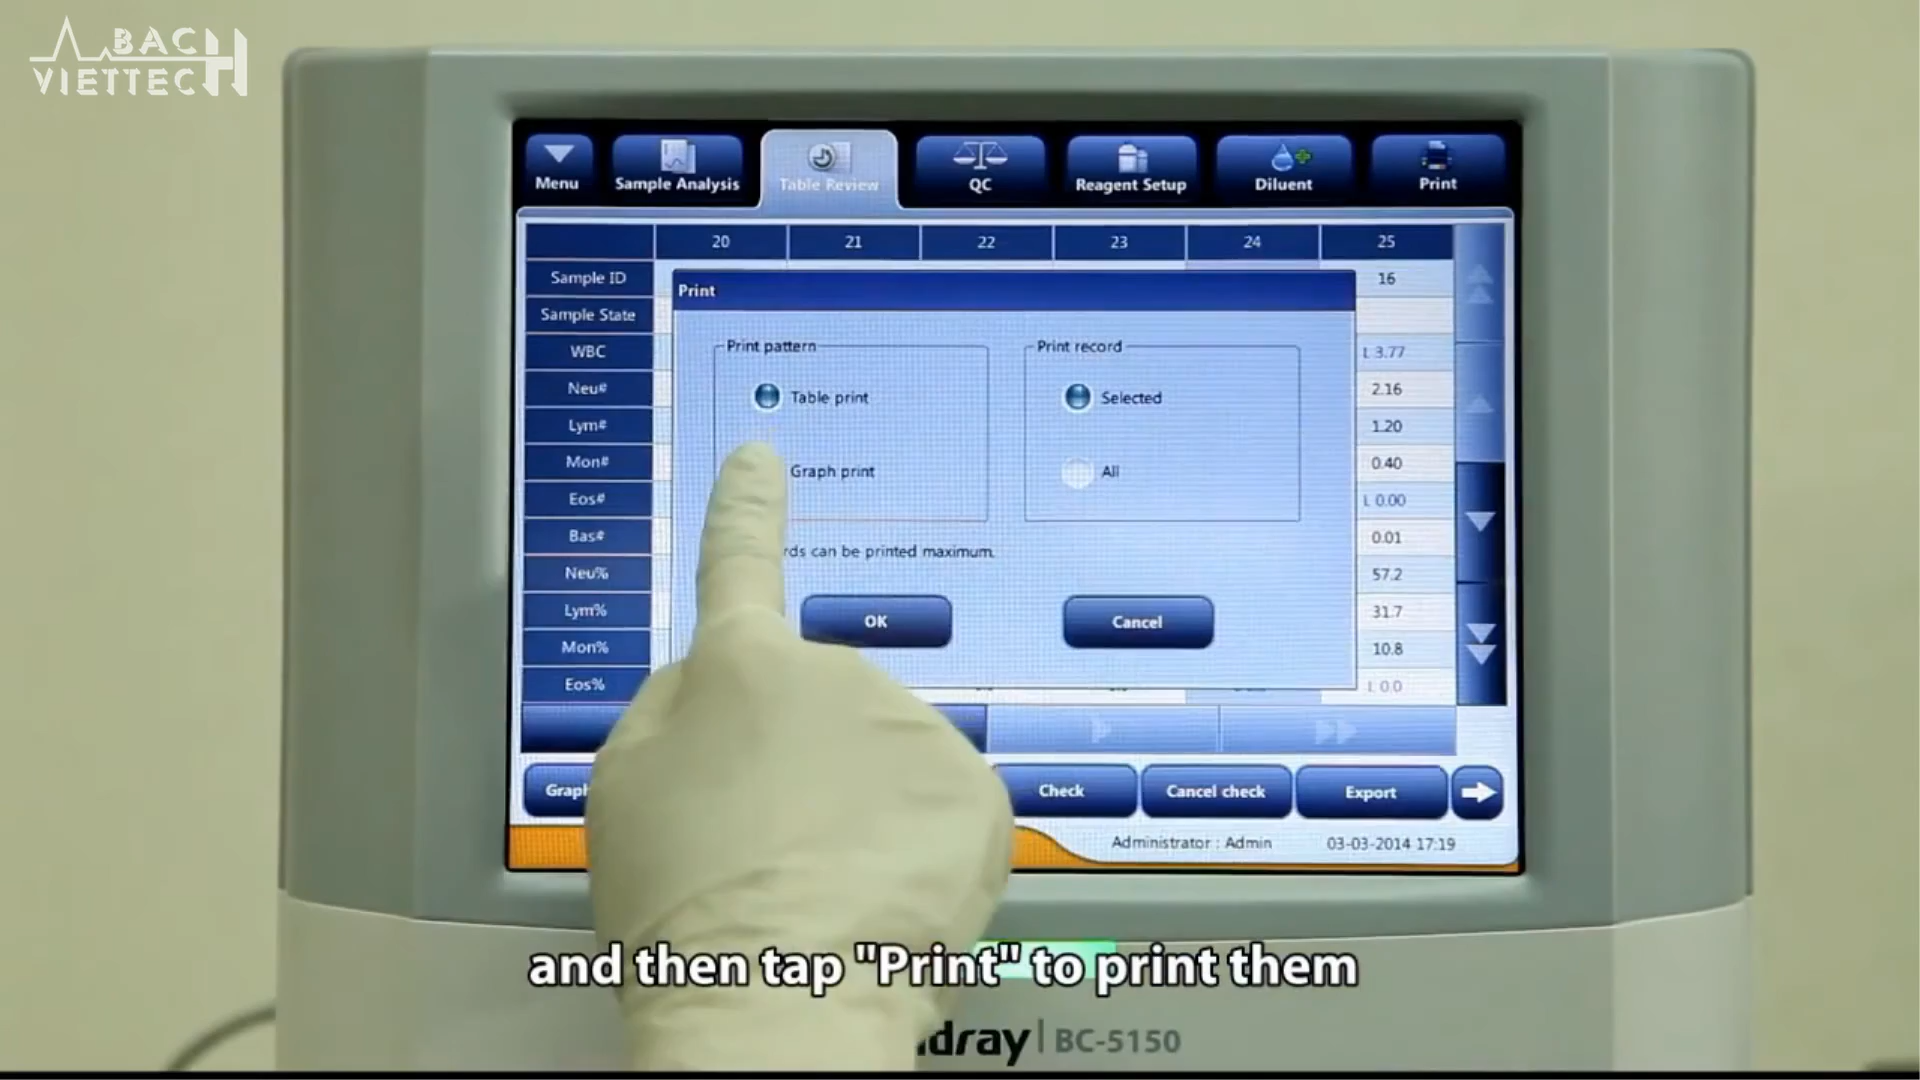 BACH
VIETTECH
Menu
Sample Analysis
Table Review
QC
Reagent Setup
Diluent
Print
20 21 22 23 24 25
Sample ID 16
Sample State
WBC L 3.77
Neu# 2.16
Lym# 1.20
Mon# 0.40
Eos# L 0.00
Bas# 0.01
Neu% 57.2
Lym% 31.7
Mon% 10.8
Eos% L 0.0
Print
Print pattern
Table print
Graph print
Print record
Selected
All
can be printed maximum.
OK
Cancel
Check
Cancel check
Export
Administrator : Admin
03-03-2014 17:19
and then tap "Print" to print them
BC-5150